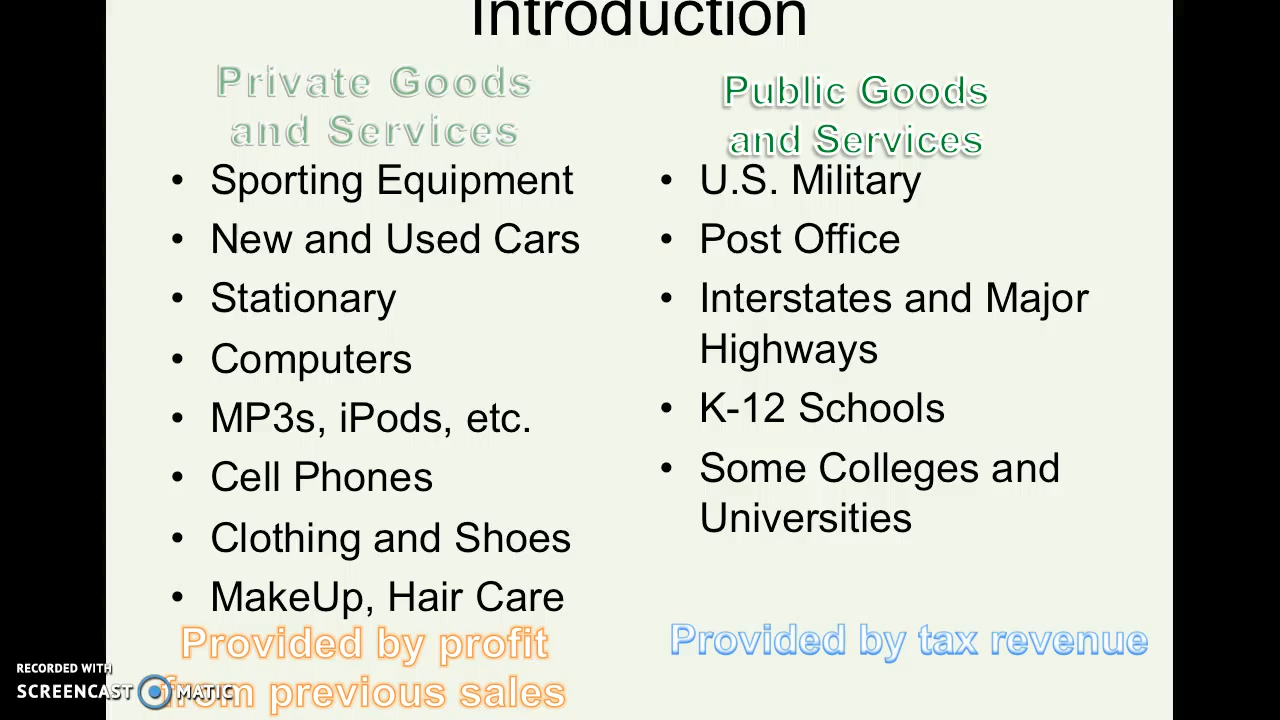 Introduction
Private Goods
and Services
• Sporting Equipment
• New and Used Cars
• Stationary
• Computers
• MP3s, iPods, etc.
• Cell Phones
• Clothing and Shoes
• MakeUp, Hair Care
Provided by profit
from previous sales
Public Goods
and Services
• U.S. Military
• Post Office
• Interstates and Major
Highways
• K-12 Schools
• Some Colleges and
Universities
Provided by tax revenue
RECORDED WITH
SCREENCAST MATIC